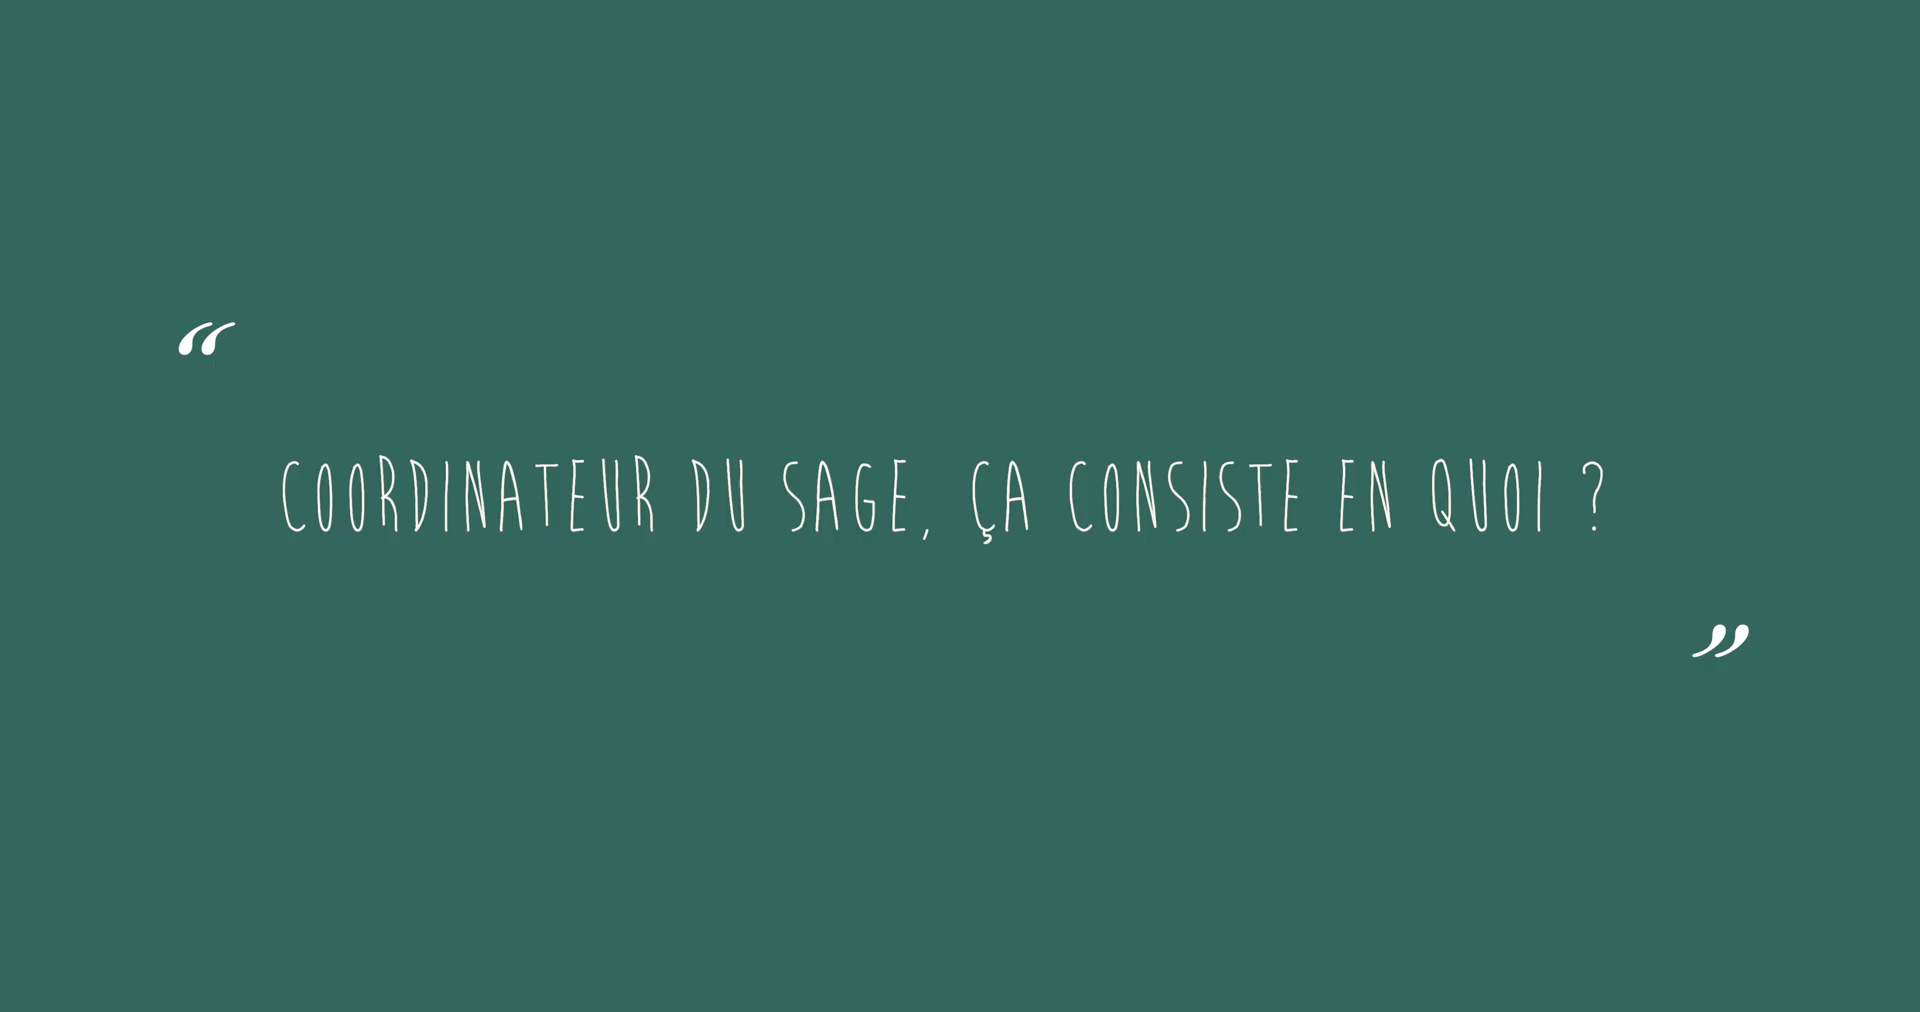 “
COORDINATEUR DU SAGE, ÇA CONSISTE EN QUOI ?
”